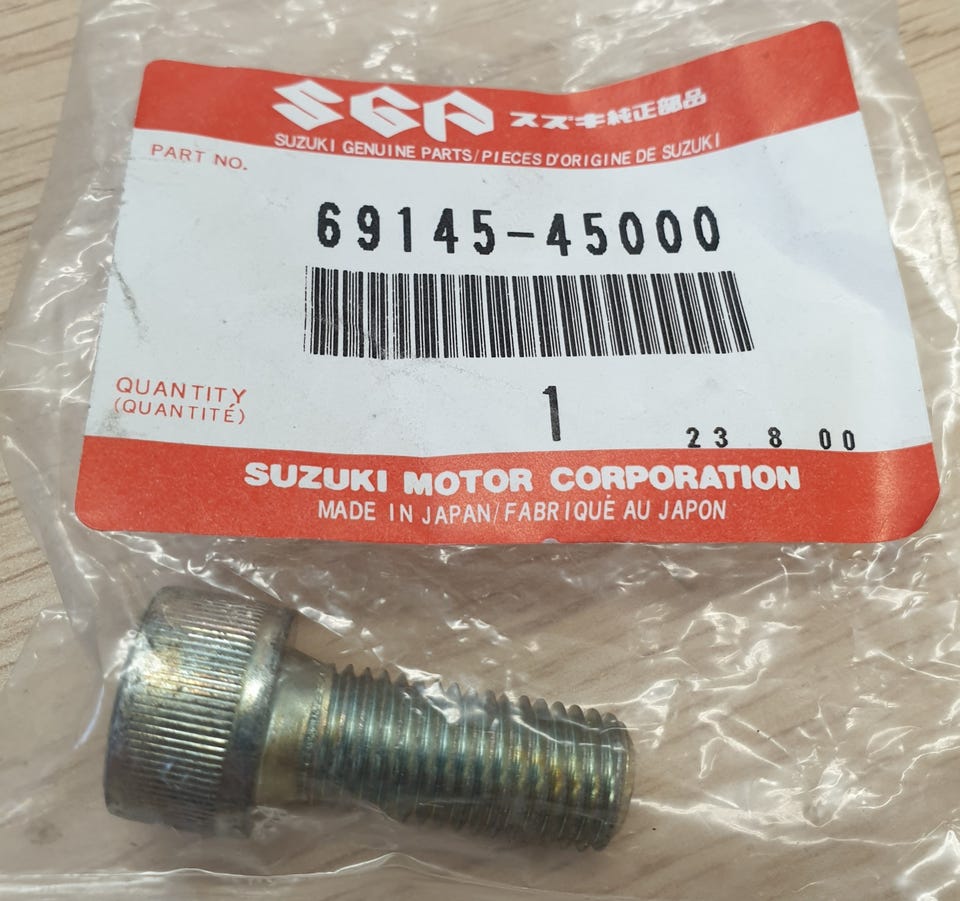 SGP スズキ純正部品
SUZUKI GENUINE PARTS/PIECES D'ORIGINE DE SUZUKI
PART NO.
69145-45000
QUANTITY
(QUANTITÉ)
1
23 8 00
SUZUKI MOTOR CORPORATION
MADE IN JAPAN/FABRIQUÉ AU JAPON